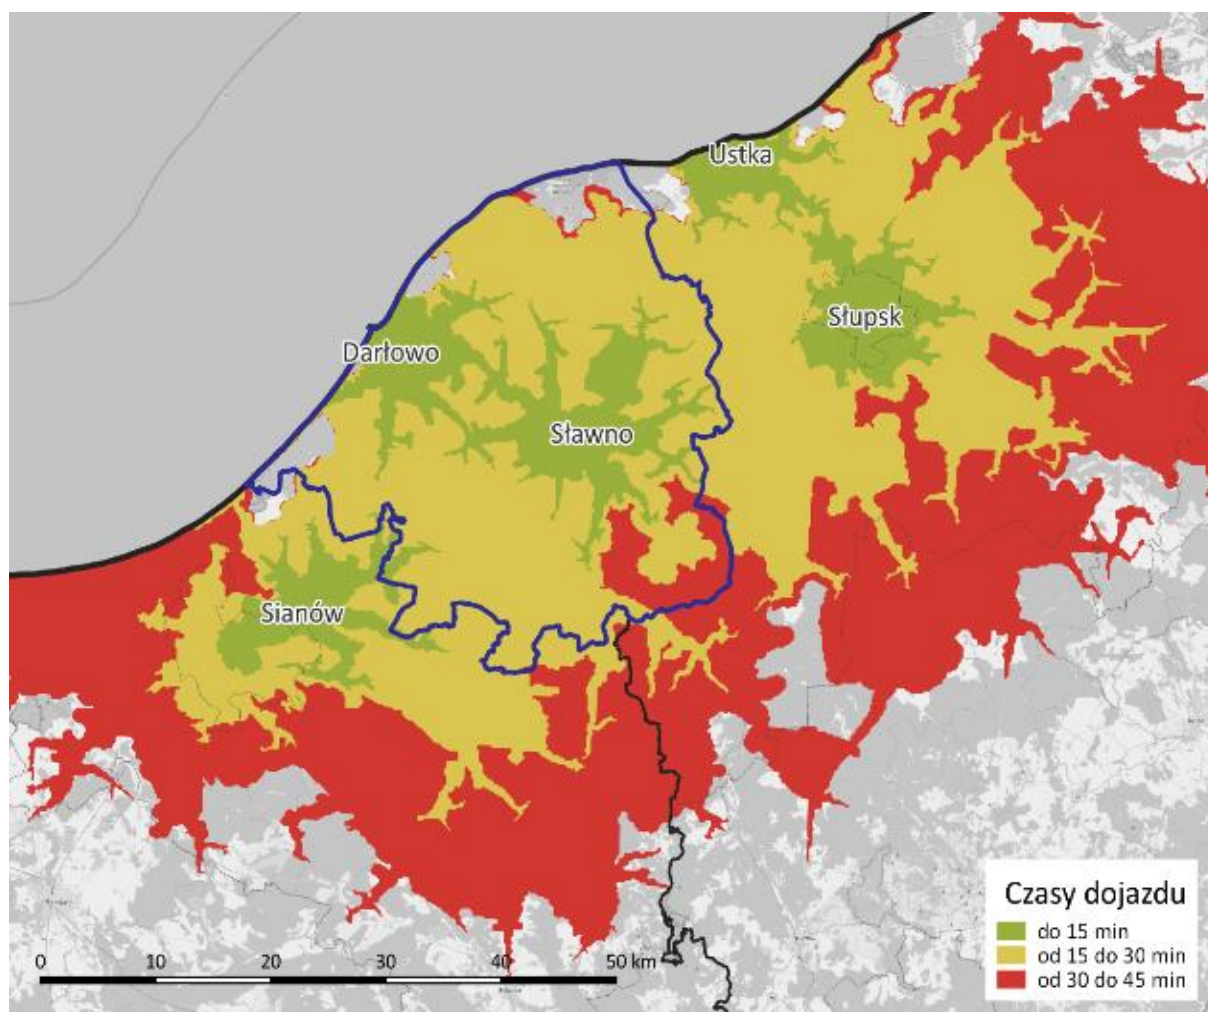 Ustka
Słupsk
Darłowo
Sławno
Sianów
Czasy dojazdu
do 15 min
od 15 do 30 min
od 30 do 45 min
0 10 20 30 40 50 km